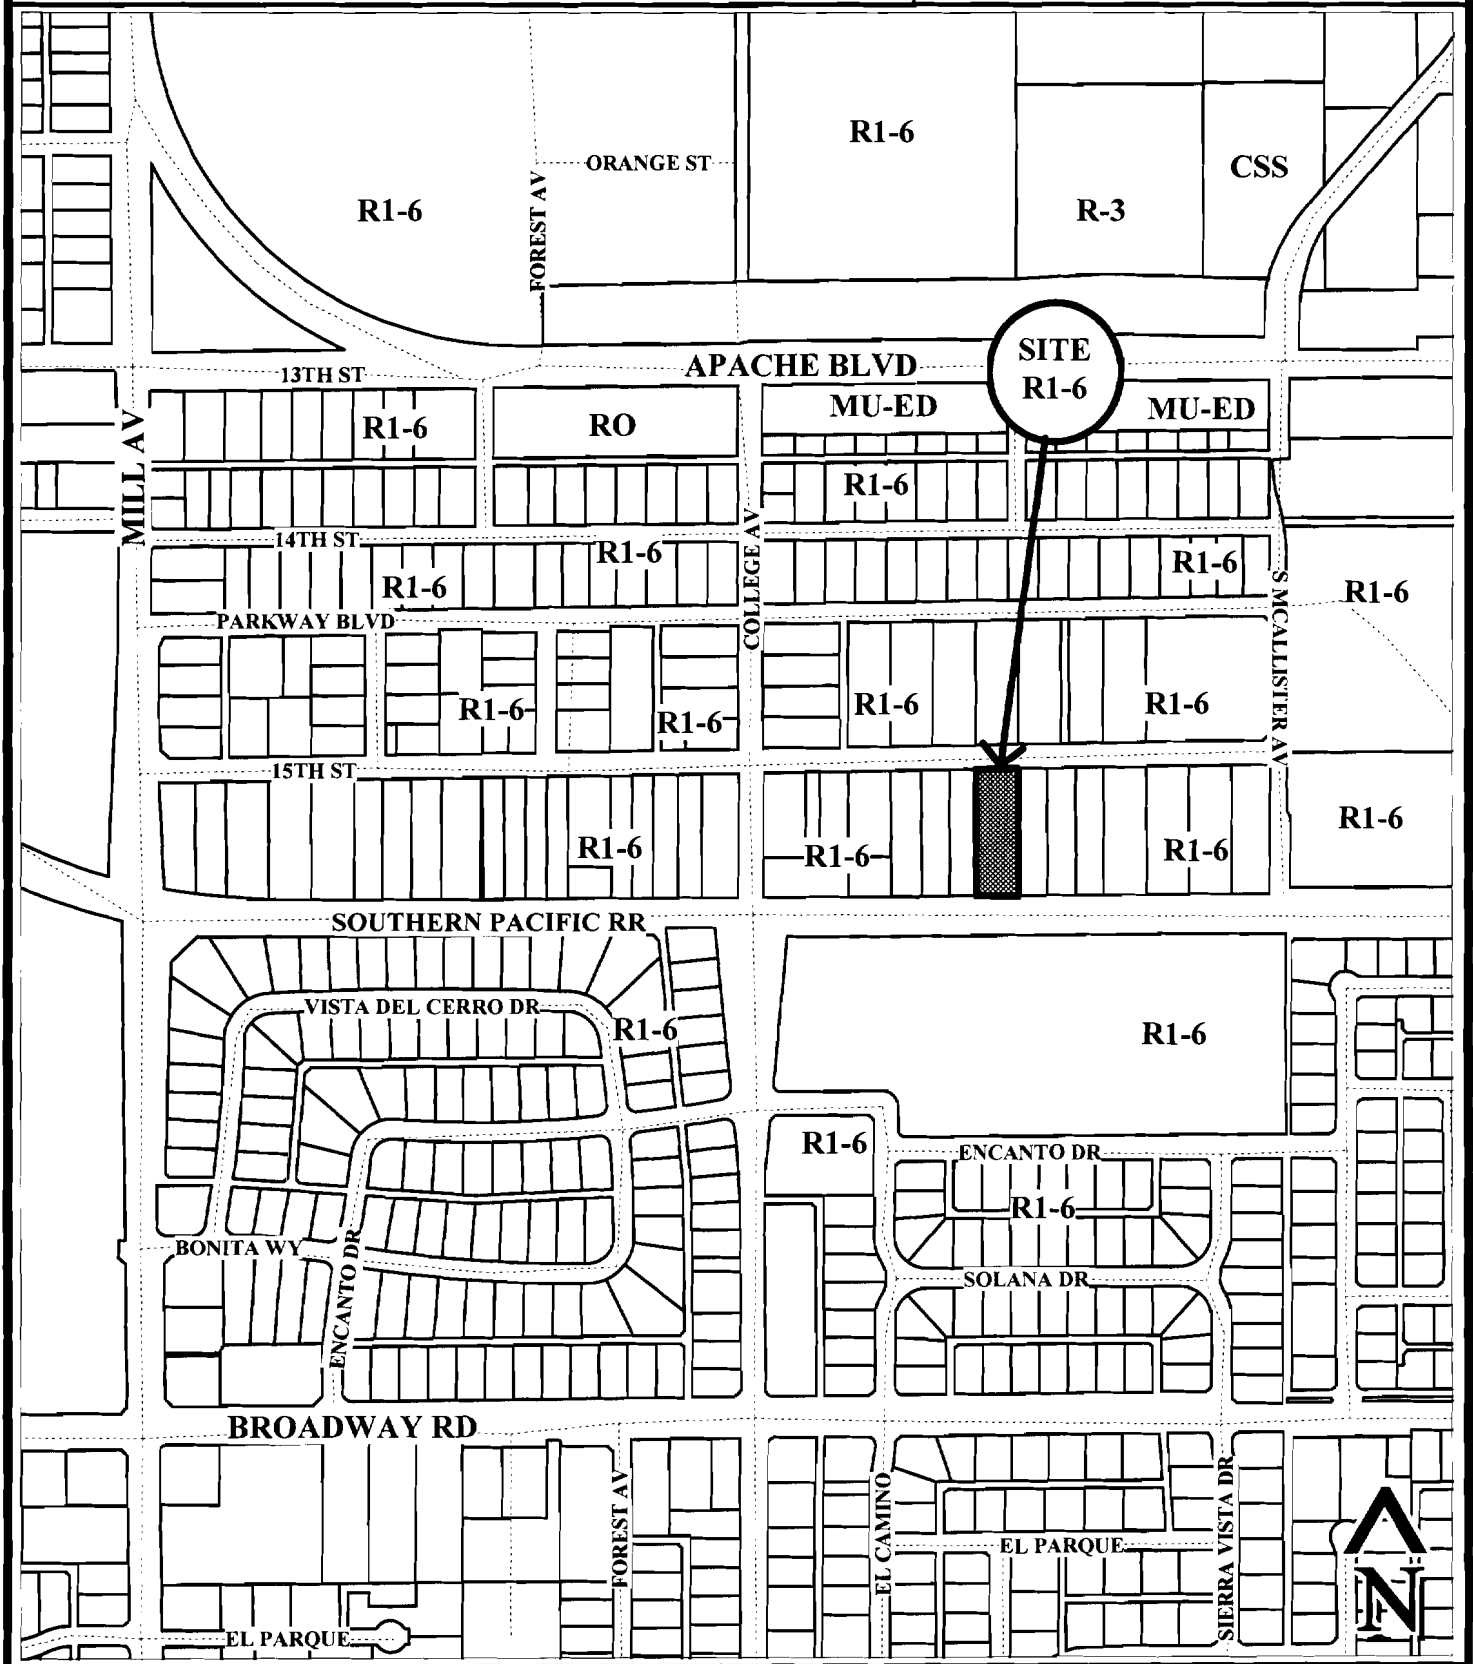 R1-6
ORANGE ST
CSS
R1-6
R-3
FOREST AV
SITE
R1-6
APACHE BLVD
13TH ST
MU-ED
MU-ED
R1-6
RO
MILL AV
R1-6
14TH ST
R1-6
COLLEGE AV
R1-6
R1-6
R1-6
PARKWAY BLVD
S MCALLISTER AV
R1-6
R1-6
R1-6
R1-6
15TH ST
R1-6
R1-6
R1-6
R1-6
SOUTHERN PACIFIC RR
VISTA DEL CERRO DR
R1-6
R1-6
R1-6
ENCANTO DR
R1-6
BONITA WY
ENCANTO DR
SOLANA DR
BROADWAY RD
FOREST AV
EL CAMINO
SIERRA VISTA DR
EL PARQUE
EL PARQUE
N